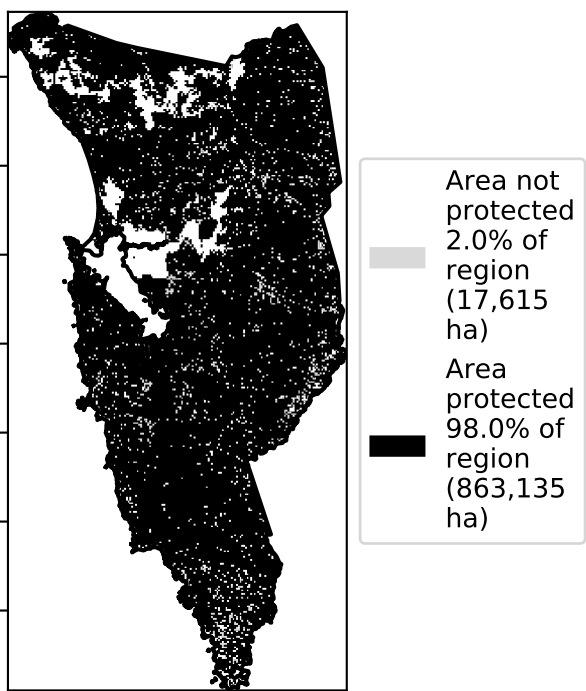 Area not
protected
2.0% of
region
(17,615
ha)
Area
protected
98.0% of
region
(863,135
ha)